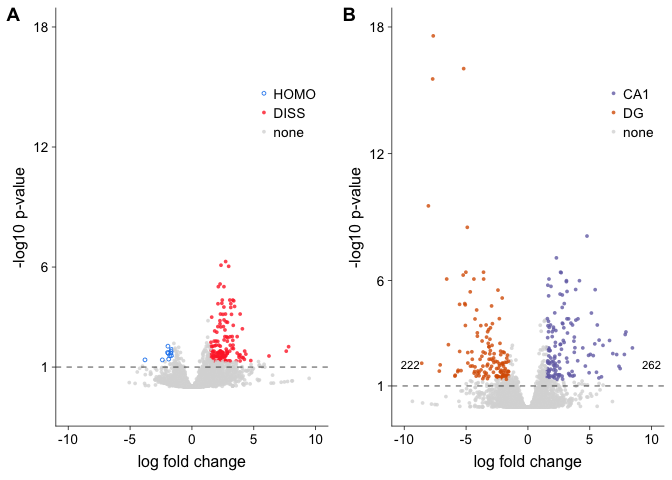 A
18
12
6
1
-log10 p-value
HOMO
DISS
none
-10
-5
0
5
10
log fold change
B
18
12
6
1
-log10 p-value
CA1
DG
none
222
262
-10
-5
0
5
10
log fold change